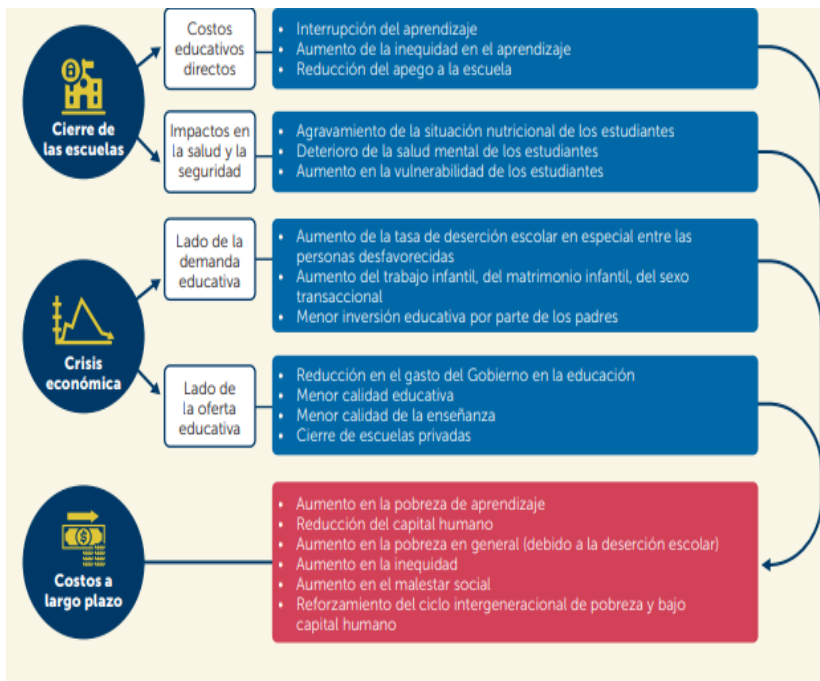 Cierre de
las escuelas
Costos
educativos
directos
• Interrupción del aprendizaje
• Aumento de la inequidad en el aprendizaje
• Reducción del apego a la escuela
Impactos en
la salud y la
seguridad
• Agravamiento de la situación nutricional de los estudiantes
• Deterioro de la salud mental de los estudiantes
• Aumento en la vulnerabilidad de los estudiantes
Crisis
económica
Lado de la
demanda
educativa
• Aumento de la tasa de deserción escolar en especial entre las
personas desfavorecidas
• Aumento del trabajo infantil, del matrimonio infantil, del sexo
transaccional
• Menor inversión educativa por parte de los padres
Lado de
la oferta
educativa
• Reducción en el gasto del Gobierno en la educación
• Menor calidad educativa
• Menor calidad de la enseñanza
• Cierre de escuelas privadas
Costos a
largo plazo
• Aumento en la pobreza de aprendizaje
• Reducción del capital humano
• Aumento en la pobreza en general (debido a la deserción escolar)
• Aumento en la inequidad
• Aumento en el malestar social
• Reforzamiento del ciclo intergeneracional de pobreza y bajo
capital humano